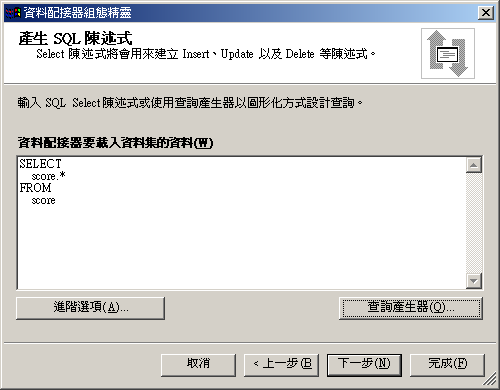 資料配接器組態精靈
產生 SQL 陳述式
Select 陳述式將會用來建立 Insert、Update 以及 Delete 等陳述式。
輸入 SQL Select 陳述式或使用查詢產生器以圖形化方式設計查詢。
資料配接器要載入資料集的資料(W)
SELECT
score.*
FROM
score
進階選項(A)...
查詢產生器(Q)...
取消
< 上一步(B
下一步(N)
完成(F)